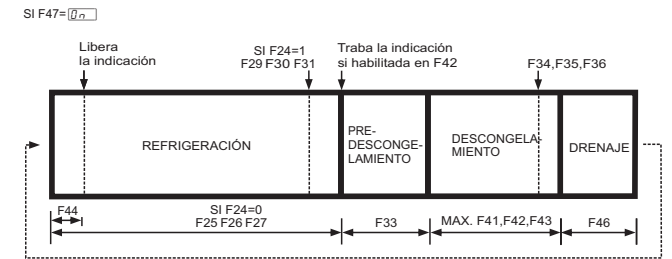 SI F47= 0n
Libera
la indicación
SI F24=1
F29 F30 F31
Traba la indicación
si habilitada en F42
F34,F35,F36
REFRIGERACIÓN
PRE-
DESCONGE-
LAMIENTO
DESCONGELA-
MIENTO
DRENAJE
F44
SI F24=0
F25 F26 F27
F33
MAX. F41,F42,F43
F46